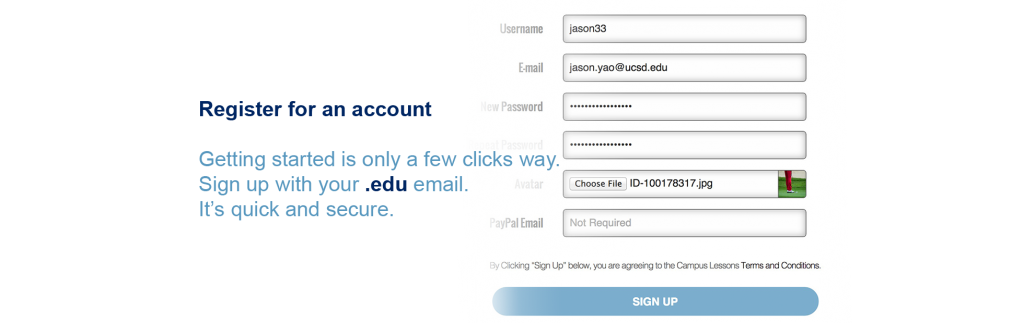 Register for an account
Getting started is only a few clicks way.
Sign up with your .edu email.
It's quick and secure.
Username
jason33
E-mail
jason.yao@ucsd.edu
New Password
•••••••••••••••••
Password
•••••••••••••••••
Avatar
Choose File ID-100178317.jpg
PayPal Email
Not Required
By Clicking "Sign Up" below, you are agreeing to the Campus Lessons Terms and Conditions.
SIGN UP